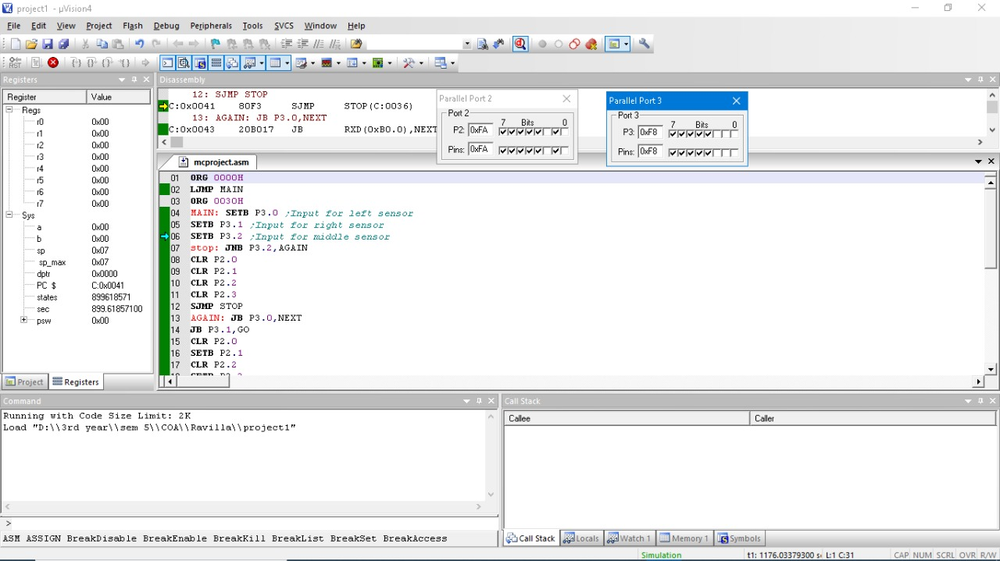 project1 - µVision4
File Edit View Project Flash Debug Peripherals Tools SVCS Window Help
RST
Registers
Register Value
Regs
r0 0x00
r1 0x00
r2 0x00
r3 0x00
r4 0x00
r5 0x00
r6 0x00
r7 0x00
Sys
a 0x00
b 0x00
sp 0x07
sp_max 0x07
dptr 0x0000
PC $ C:0x0041
states 899618571
sec 899.61857100
psw 0x00
Project Registers
Disassembly
12: SJMP STOP
C:0x0041 80F3 SJMP STOP(C:0036)
13: AGAIN: JB P3.0,NEXT
C:0x0043 20B017 JB RXD(0xB0.0),NEXT
Parallel Port 2
Port 2
7 Bits 0
P2: 0xFA
Pins: 0xFA
Parallel Port 3
Port 3
7 Bits 0
P3: 0xF8
Pins: 0xF8
mcproject.asm
01 ORG 0000H
02 LJMP MAIN
03 ORG 0030H
04 MAIN: SETB P3.0 ;Input for left sensor
05 SETB P3.1 ;Input for right sensor
06 SETB P3.2 ;Input for middle sensor
07 stop: JNB P3.2,AGAIN
08 CLR P2.0
09 CLR P2.1
10 CLR P2.2
11 CLR P2.3
12 SJMP STOP
13 AGAIN: JB P3.0,NEXT
14 JB P3.1,GO
15 CLR P2.0
16 SETB P2.1
17 CLR P2.2
Command
Running with Code Size Limit: 2K
Load "D:\\3rd year\\sem 5\\COA\\Ravilla\\project1"
>
ASM ASSIGN BreakDisable BreakEnable BreakKill BreakList BreakSet BreakAccess
Call Stack
Callee Caller
Call Stack Locals Watch 1 Memory 1 Symbols
Simulation t1: 1176.03379300 s L:1 C:31 CAP NUM SCRL OVR R/W